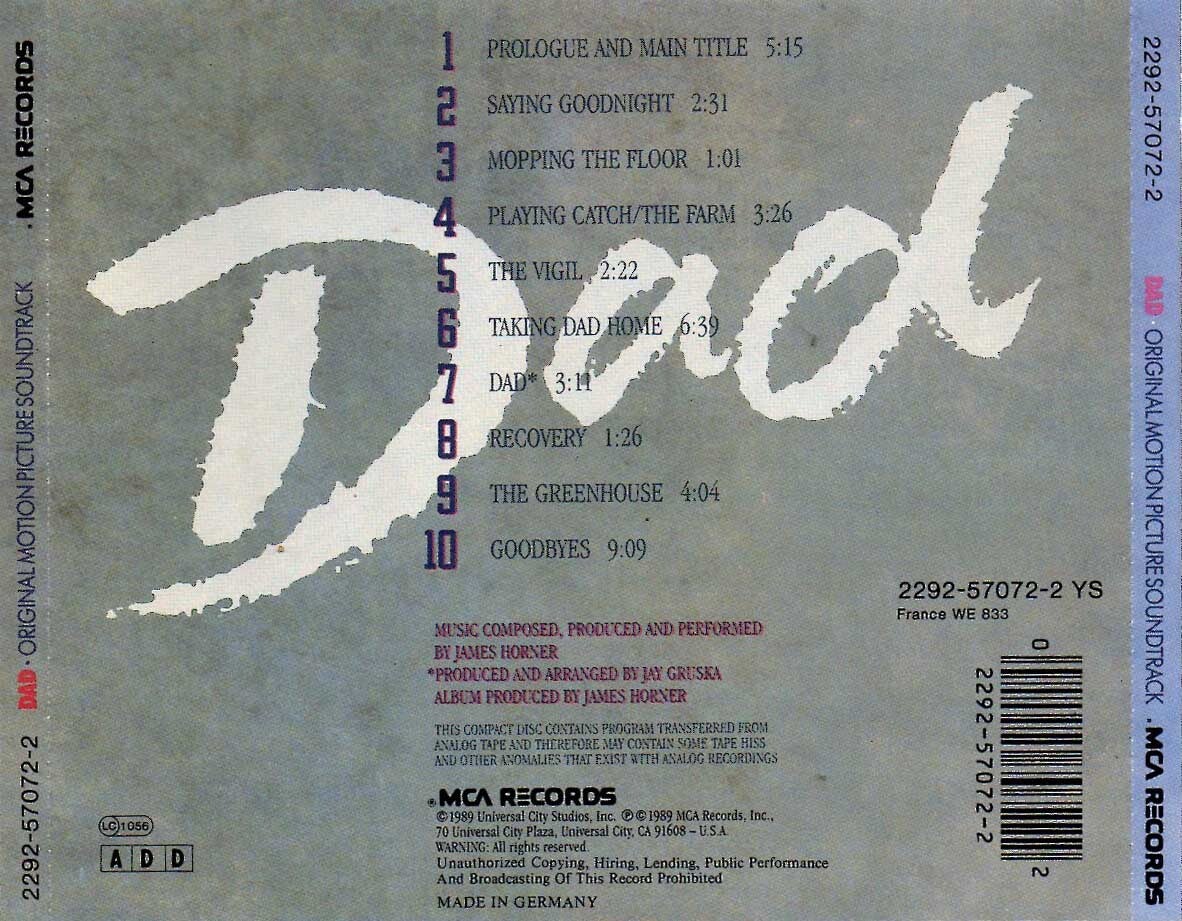 .MCA RECORDS
DAD · ORIGINAL MOTION PICTURE SOUNDTRACK
2292-57072-2
Dad
1 PROLOGUE AND MAIN TITLE 5:15
2 SAYING GOODNIGHT 2:31
3 MOPPING THE FLOOR 1:01
4 PLAYING CATCH/THE FARM 3:26
5 THE VIGIL 2:22
6 TAKING DAD HOME 6:39
7 DAD* 3:11
8 RECOVERY 1:26
9 THE GREENHOUSE 4:04
10 GOODBYES 9:09
MUSIC COMPOSED, PRODUCED AND PERFORMED
BY JAMES HORNER
*PRODUCED AND ARRANGED BY JAY GRUSKA
ALBUM PRODUCED BY JAMES HORNER
THIS COMPACT DISC CONTAINS PROGRAM TRANSFERRED FROM
ANALOG TAPE AND THEREFORE MAY CONTAIN SOME TAPE HISS
AND OTHER ANOMALIES THAT EXIST WITH ANALOG RECORDINGS
®MCA RECORDS
©1989 Universal City Studios, Inc. ℗©1989 MCA Records, Inc.,
70 Universal City Plaza, Universal City, CA 91608 – U.S.A.
WARNING: All rights reserved.
Unauthorized Copying, Hiring, Lending, Public Performance
And Broadcasting Of This Record Prohibited
MADE IN GERMANY
LC 1056
A D D
2292-57072-2 YS
France WE 833
0
2292-57072-2
2
2292-57072-2
DAD · ORIGINAL MOTION PICTURE SOUNDTRACK
.MCA RECORDS